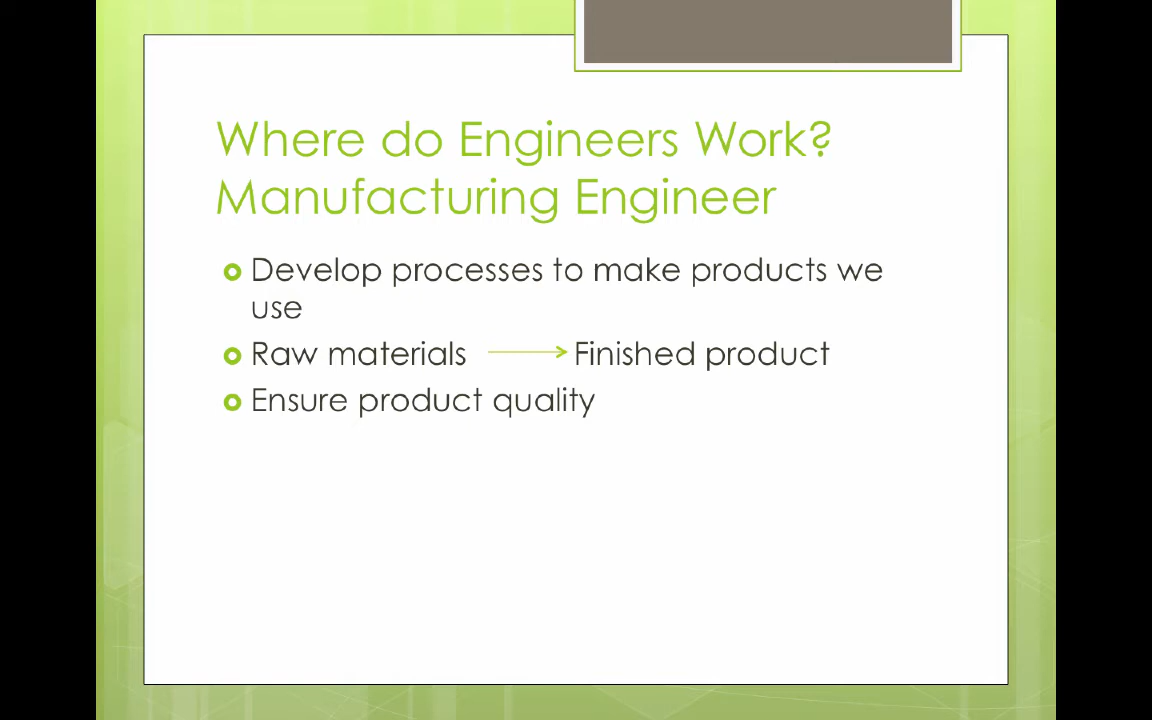 Where do Engineers Work?
Manufacturing Engineer
Develop processes to make products we
use
Raw materials Finished product
Ensure product quality